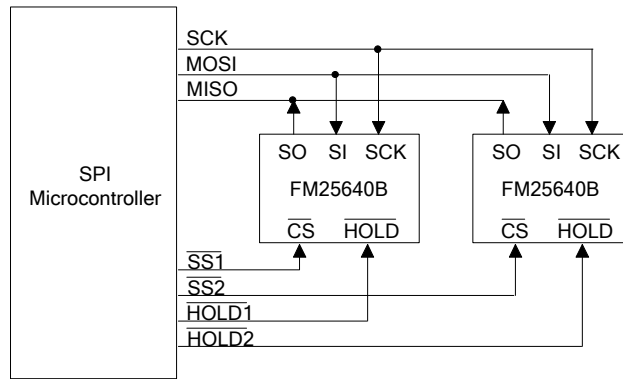 SCK
MOSI
MISO
SO SI SCK
SO SI SCK
SPI
Microcontroller
FM25640B
FM25640B
CS HOLD
CS HOLD
SS1
SS2
HOLD1
HOLD2